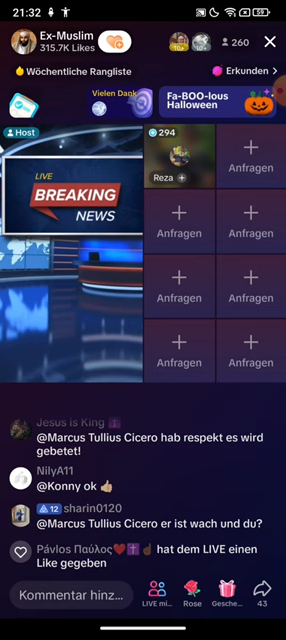 21:32
59
Ex-Muslim
315.7K Likes
10+
10+
260
Wöchentliche Rangliste
Erkunden >
Vielen Dank
Fa-BOO-lous
Halloween
Host
294
LIVE
BREAKING
NEWS
Reza +
Anfragen
Anfragen
Anfragen
Anfragen
Anfragen
Anfragen
Anfragen
Jesus is King ✝️
@Marcus Tullius Cicero hab respekt es wird
gebetet!
NilyA11
@Konny ok 👍🏼
12 sharin0120
@Marcus Tullius Cicero er ist wach und du?
Pávlos Παύλος❤️✝️☝🏿 hat dem LIVE einen
Like gegeben
Kommentar hinz...
LIVE mi...
Rose
Gesche...
43